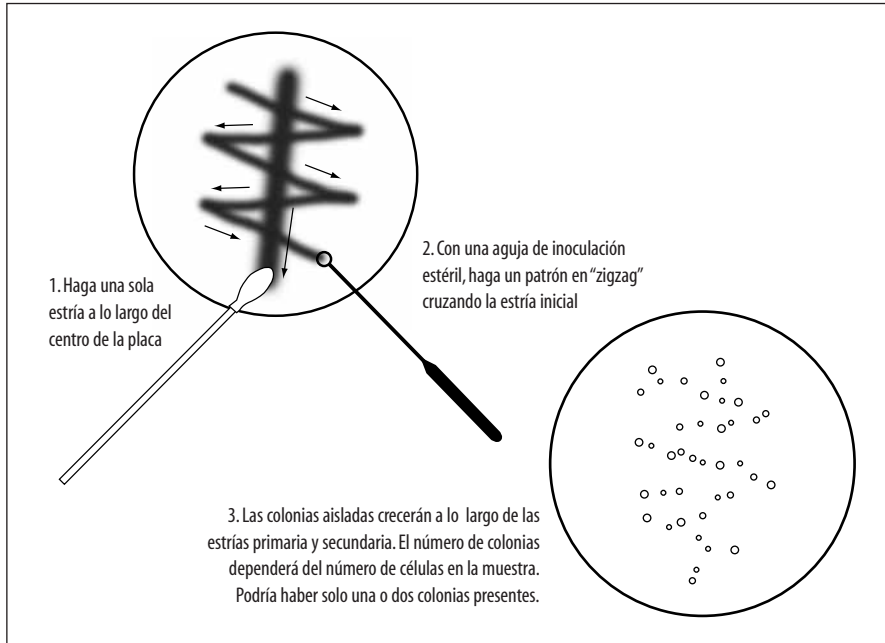 1. Haga una sola
estría a lo largo del
centro de la placa
2. Con una aguja de inoculación
estéril, haga un patrón en “zigzag”
cruzando la estría inicial
3. Las colonias aisladas crecerán a lo largo de las
estrías primaria y secundaria. El número de colonias
dependerá del número de células en la muestra.
Podría haber solo una o dos colonias presentes.